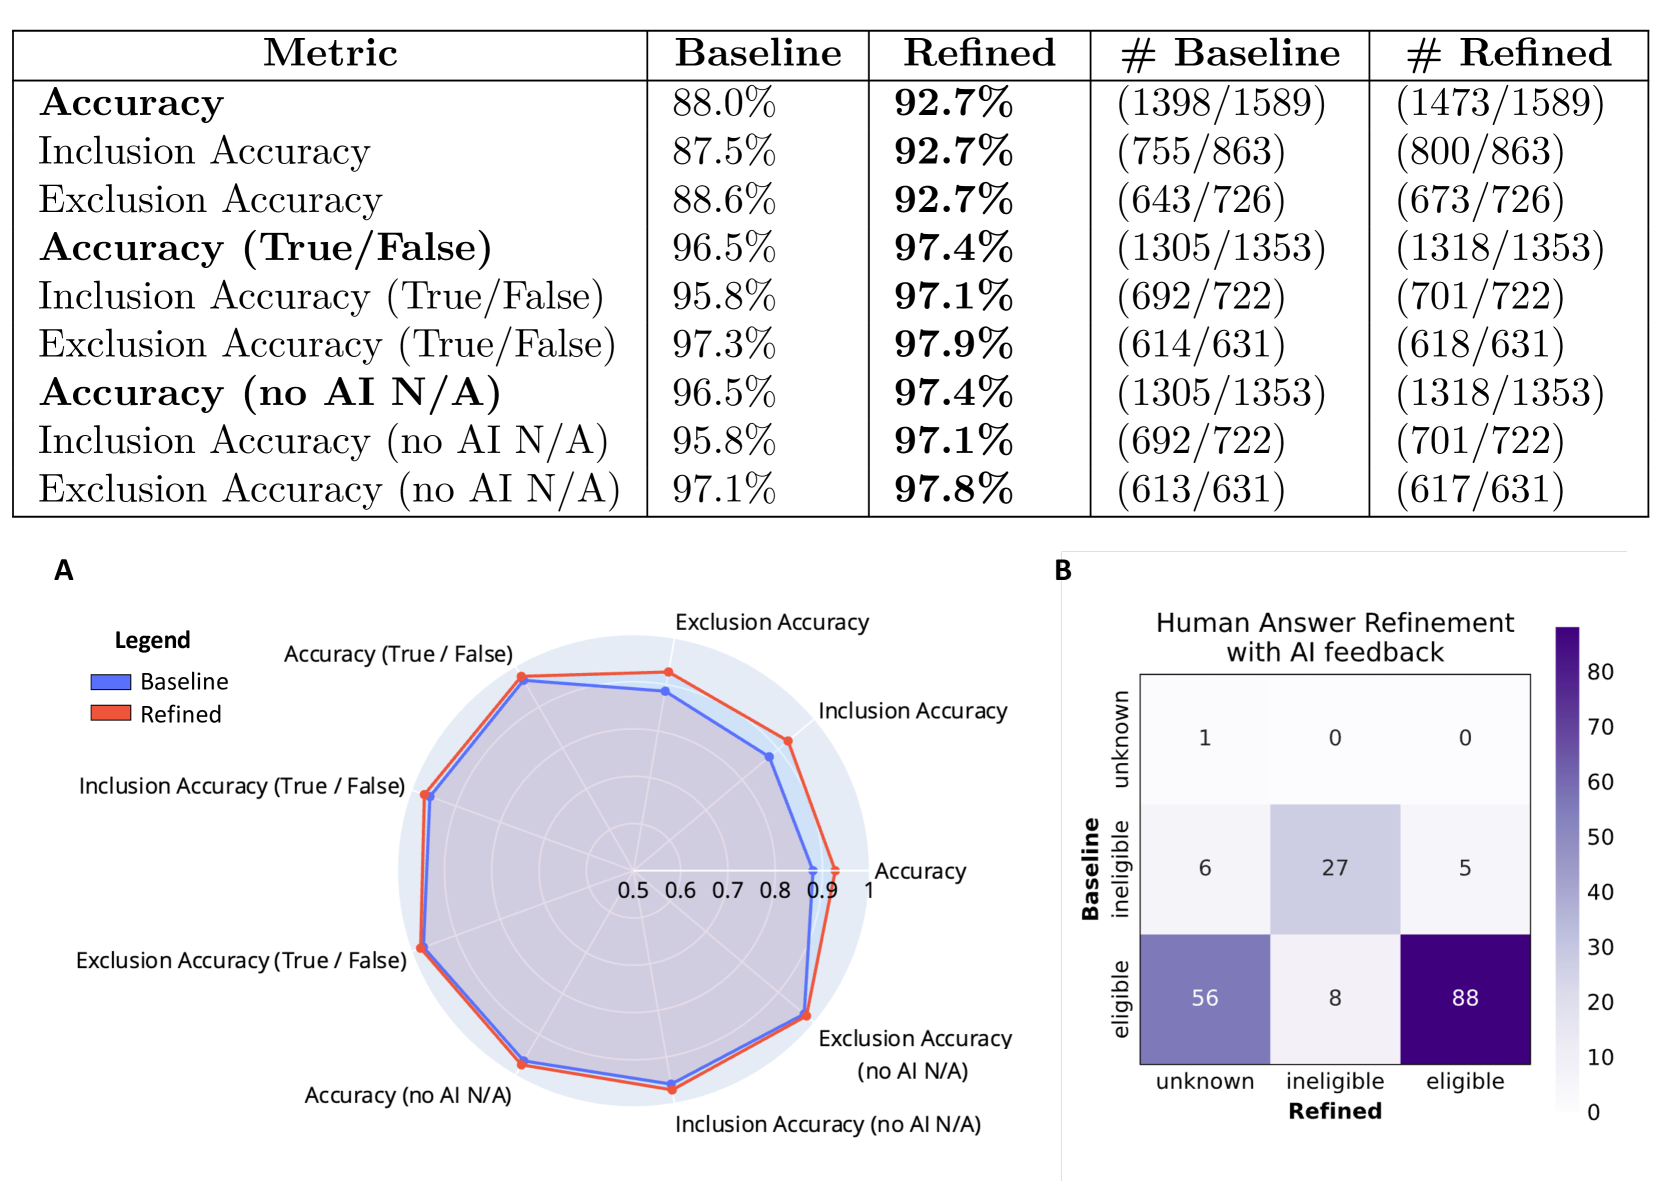 Metric Baseline Refined # Baseline # Refined
Accuracy 88.0% 92.7% (1398/1589) (1473/1589)
Inclusion Accuracy 87.5% 92.7% (755/863) (800/863)
Exclusion Accuracy 88.6% 92.7% (643/726) (673/726)
Accuracy (True/False) 96.5% 97.4% (1305/1353) (1318/1353)
Inclusion Accuracy (True/False) 95.8% 97.1% (692/722) (701/722)
Exclusion Accuracy (True/False) 97.3% 97.9% (614/631) (618/631)
Accuracy (no AI N/A) 96.5% 97.4% (1305/1353) (1318/1353)
Inclusion Accuracy (no AI N/A) 95.8% 97.1% (692/722) (701/722)
Exclusion Accuracy (no AI N/A) 97.1% 97.8% (613/631) (617/631)
A
Legend
Baseline
Refined
Exclusion Accuracy
Accuracy (True / False)
Inclusion Accuracy
Inclusion Accuracy (True / False)
Accuracy
0.5 0.6 0.7 0.8 0.9 1
Exclusion Accuracy (True / False)
Exclusion Accuracy
(no AI N/A)
Accuracy (no AI N/A)
Inclusion Accuracy (no AI N/A)
B
Human Answer Refinement
with AI feedback
Baseline
unknown
1 0 0
ineligible
6 27 5
eligible
56 8 88
unknown ineligible eligible
Refined
80
70
60
50
40
30
20
10
0